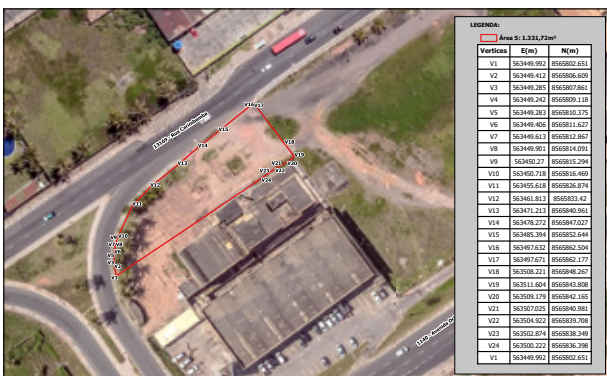 LEGENDA:
Área 5: 1.331,72m²
Vertices E(m) N(m)
V1 563449.992 8565802.651
V2 563449.412 8565806.609
V3 563449.285 8565807.861
V4 563449.242 8565809.118
V5 563449.283 8565810.375
V6 563449.406 8565811.627
V7 563449.613 8565812.867
V8 563449.901 8565814.091
V9 563450.27 8565815.294
V10 563450.718 8565816.469
V11 563455.618 8565826.874
V12 563461.813 8565833.42
V13 563471.213 8565840.961
V14 563478.272 8565847.027
V15 563485.394 8565852.644
V16 563497.632 8565862.504
V17 563497.671 8565862.177
V18 563508.221 8565848.267
V19 563511.604 8565843.808
V20 563509.179 8565842.165
V21 563507.025 8565840.981
V22 563504.922 8565839.708
V23 563502.874 8565838.349
V24 563500.222 8565836.398
V1 563449.992 8565802.651
V16 V17
V15
V14
V13
V12
V11
V18
V19
V20
V21
V22
V23
V24
V9 V10
V7 V8
V6
V2
V1